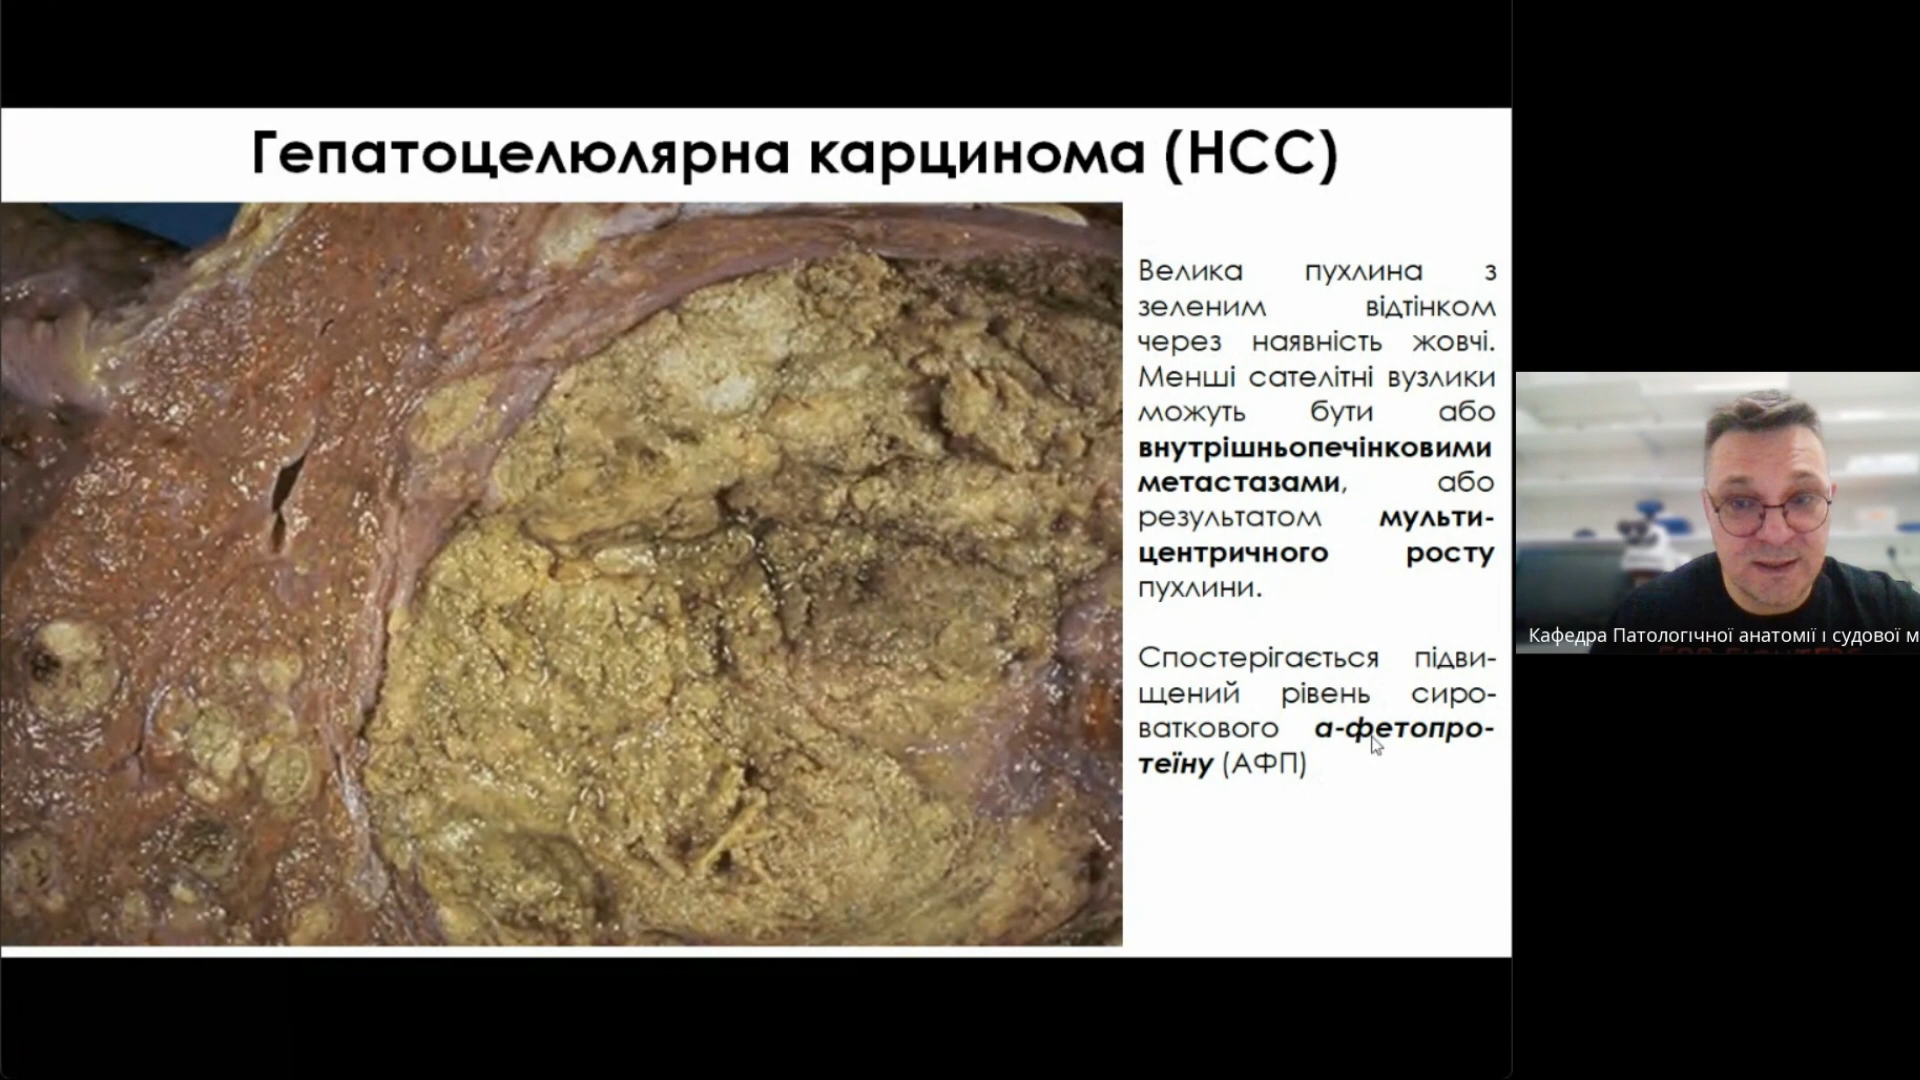 Гепатоцелюлярна карцинома (HCC)
Велика пухлина з
зеленим відтінком
через наявність жовчі.
Менші сателітні вузлики
можуть бути або
внутрішньопечінковими
метастазами, або
результатом мульти-
центричного росту
пухлини.
Спостерігається підви-
щений рівень сиро-
ваткового а-фетопро-
теїну (АФП)
Кафедра Патологічної анатомії і судової м